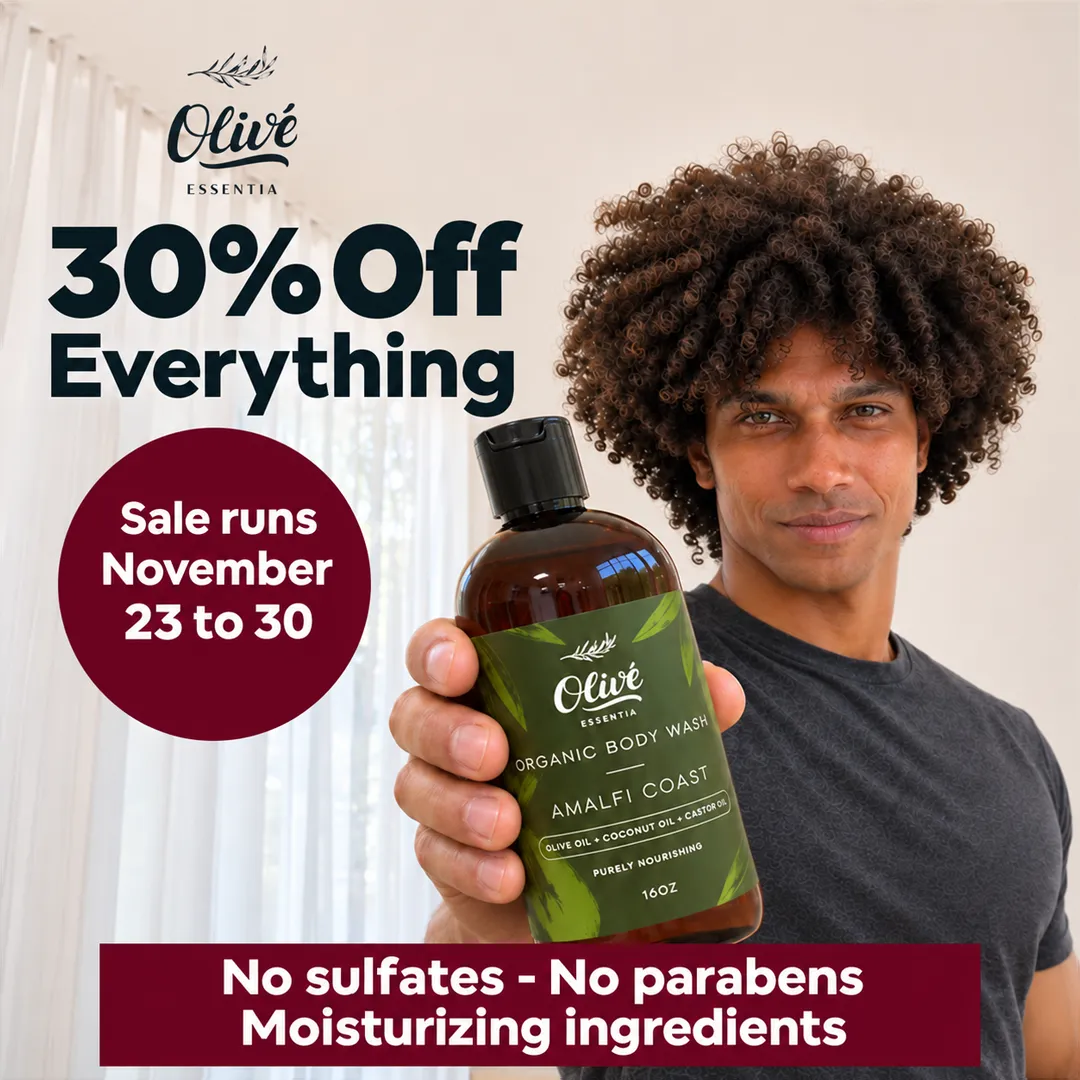 Olivé
ESSENTIA
30% Off
Everything
Sale runs
November
23 to 30
Olivé
ESSENTIA
ORGANIC BODY WASH
AMALFI COAST
OLIVE OIL + COCONUT OIL + CASTOR OIL
PURELY NOURISHING
16OZ
No sulfates - No parabens
Moisturizing ingredients